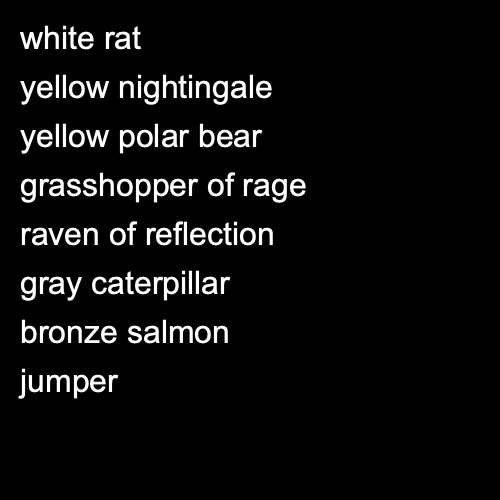 white rat
yellow nightingale
yellow polar bear
grasshopper of rage
raven of reflection
gray caterpillar
bronze salmon
jumper